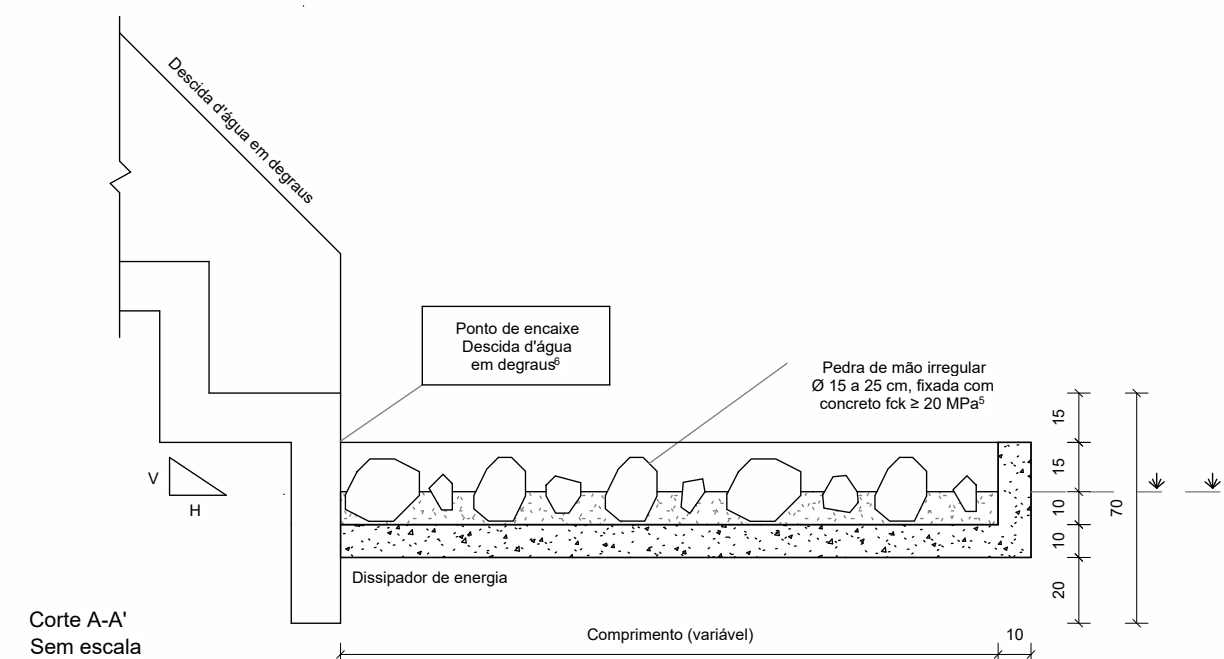 Descida d'água em degraus
Ponto de encaixe
Descida d'água
em degraus⁶
Pedra de mão irregular
Ø 15 a 25 cm, fixada com
concreto fck ≥ 20 MPa⁵
15
15
10
10
20
70
V
H
Dissipador de energia
Corte A-A'
Sem escala
Comprimento (variável)
10